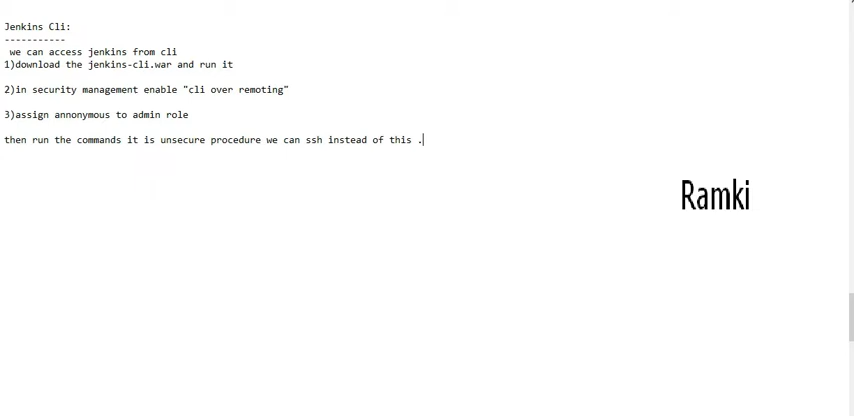 Jenkins Cli:
-----------
we can access jenkins from cli
1)download the jenkins-cli.war and run it
2)in security management enable "cli over remoting"
3)assign annonymous to admin role
then run the commands it is unsecure procedure we can ssh instead of this .
Ramki